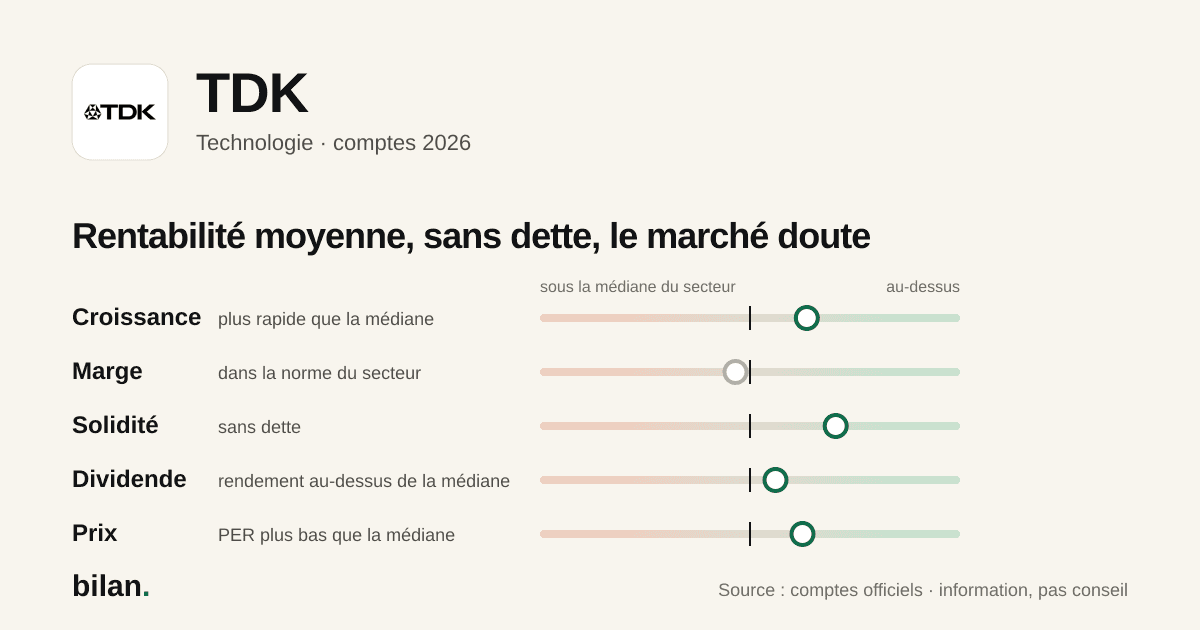 TDK
TDK
Technologie · comptes 2026
Rentabilité moyenne, sans dette, le marché doute
sous la médiane du secteur au-dessus
Croissance plus rapide que la médiane
Marge dans la norme du secteur
Solidité sans dette
Dividende rendement au-dessus de la médiane
Prix PER plus bas que la médiane
bilan.
Source : comptes officiels · information, pas conseil